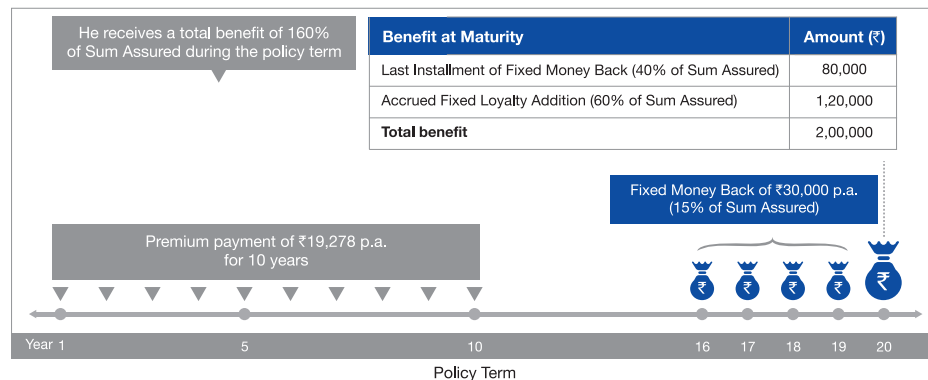 He receives a total benefit of 160%
of Sum Assured during the policy term
Benefit at Maturity Amount (₹)
Last Installment of Fixed Money Back (40% of Sum Assured) 80,000
Accrued Fixed Loyalty Addition (60% of Sum Assured) 1,20,000
Total benefit 2,00,000
Fixed Money Back of ₹30,000 p.a.
(15% of Sum Assured)
Premium payment of ₹19,278 p.a.
for 10 years
₹ ₹ ₹ ₹ ₹
Year 1 5 10 16 17 18 19 20
Policy Term